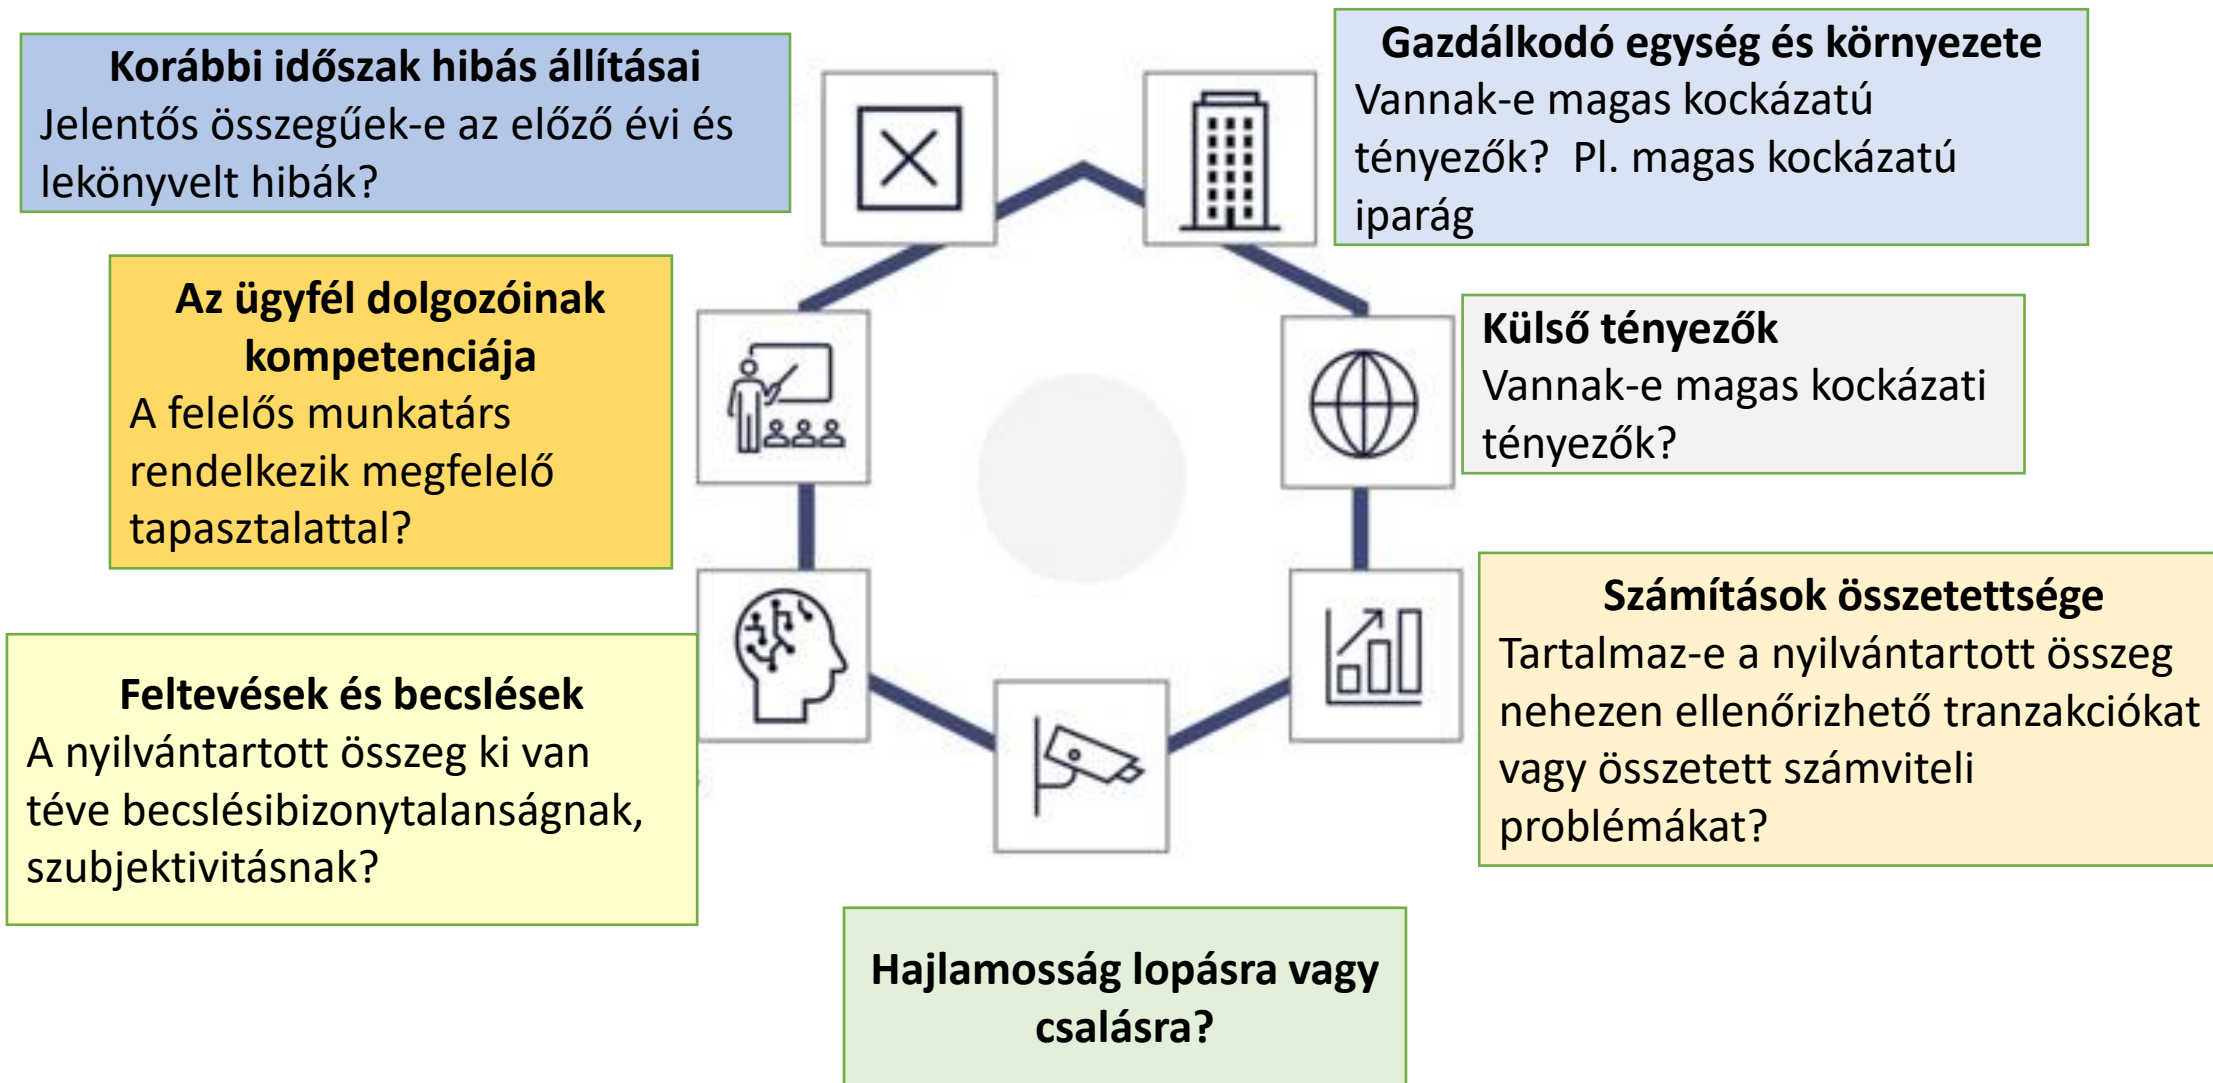 Korábbi időszak hibás állításai
Jelentős összegűek-e az előző évi és
lekönyvelt hibák?
Gazdálkodó egység és környezete
Vannak-e magas kockázatú
tényezők?  Pl. magas kockázatú
iparág
Az ügyfél dolgozóinak
kompetenciája
A felelős munkatárs
rendelkezik megfelelő
tapasztalattal?
Külső tényezők
Vannak-e magas kockázati
tényezők?
Feltevések és becslések
A nyilvántartott összeg ki van
téve becslésibizonytalanságnak,
szubjektivitásnak?
Számítások összetettsége
Tartalmaz-e a nyilvántartott összeg
nehezen ellenőrizhető tranzakciókat
vagy összetett számviteli
problémákat?
Hajlamosság lopásra vagy
csalásra?